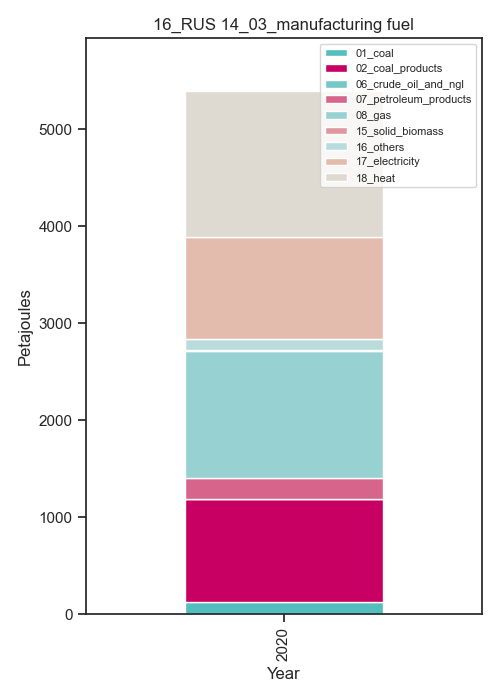 16_RUS 14_03_manufacturing fuel
01_coal
02_coal_products
06_crude_oil_and_ngl
07_petroleum_products
08_gas
15_solid_biomass
16_others
17_electricity
18_heat
5000
4000
3000
2000
1000
0
Petajoules
2020
Year